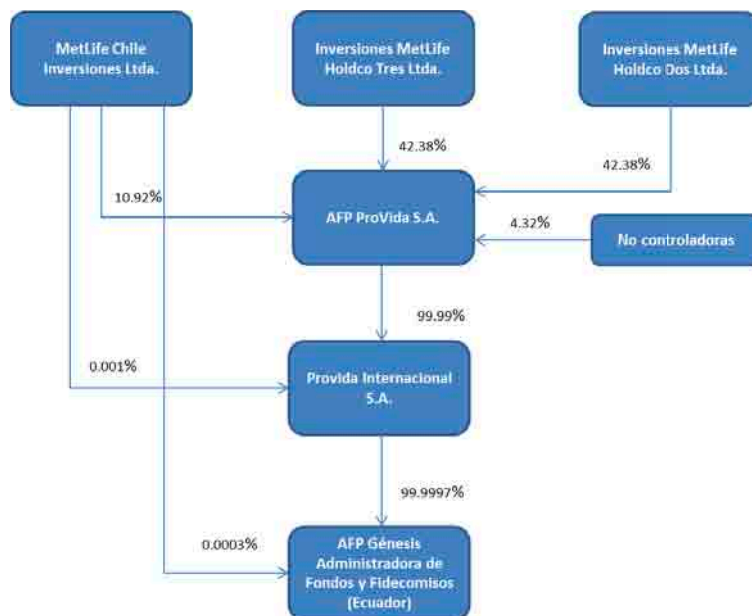 MetLife Chile
Inversiones Ltda.
Inversiones MetLife
Holdco Tres Ltda.
Inversiones MetLife
Holdco Dos Ltda.
42.38%
42.38%
10.92%
AFP ProVida S.A.
4.32%
No controladoras
99.99%
0.001%
Provida Internacional
S.A.
99.9997%
0.0003%
AFP Génesis
Administradora de
Fondos y Fidecomisos
(Ecuador)